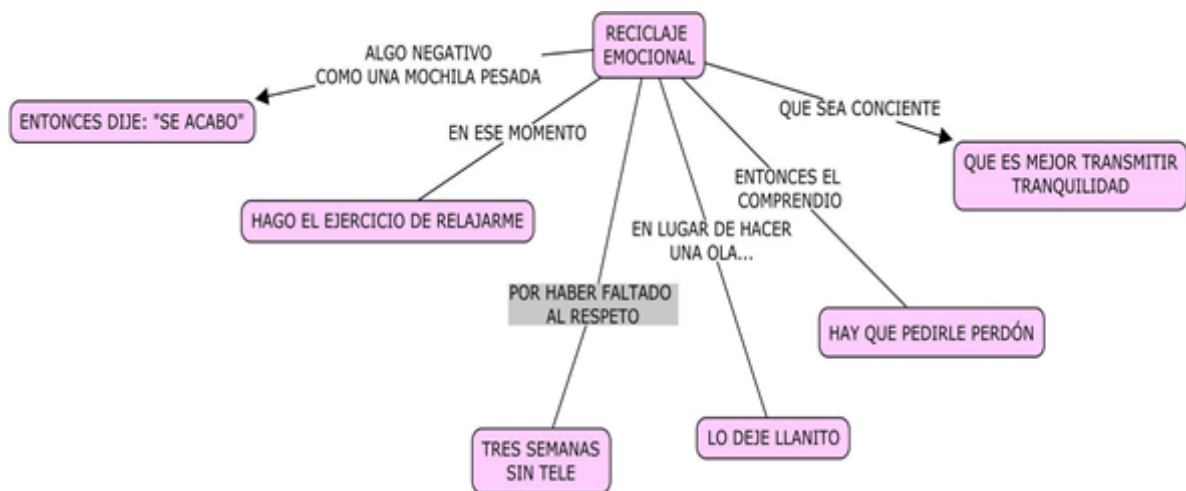 RECICLAJE
EMOCIONAL
ALGO NEGATIVO
COMO UNA MOCHILA PESADA
ENTONCES DIJE: "SE ACABO"
EN ESE MOMENTO
HAGO EL EJERCICIO DE RELAJARME
POR HABER FALTADO
AL RESPETO
TRES SEMANAS
SIN TELE
EN LUGAR DE HACER
UNA OLA...
LO DEJE LLANITO
ENTONCES EL
COMPRENDIO
HAY QUE PEDIRLE PERDÓN
QUE SEA CONCIENTE
QUE ES MEJOR TRANSMITIR
TRANQUILIDAD